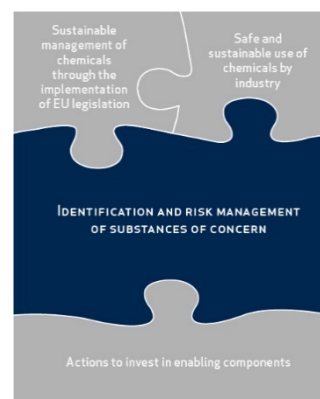 Sustainable
management of
chemicals
through the
implementation
of EU legislation
Safe and
sustainable use of
chemicals by
industry
IDENTIFICATION AND RISK MANAGEMENT
OF SUBSTANCES OF CONCERN
Actions to invest in enabling components